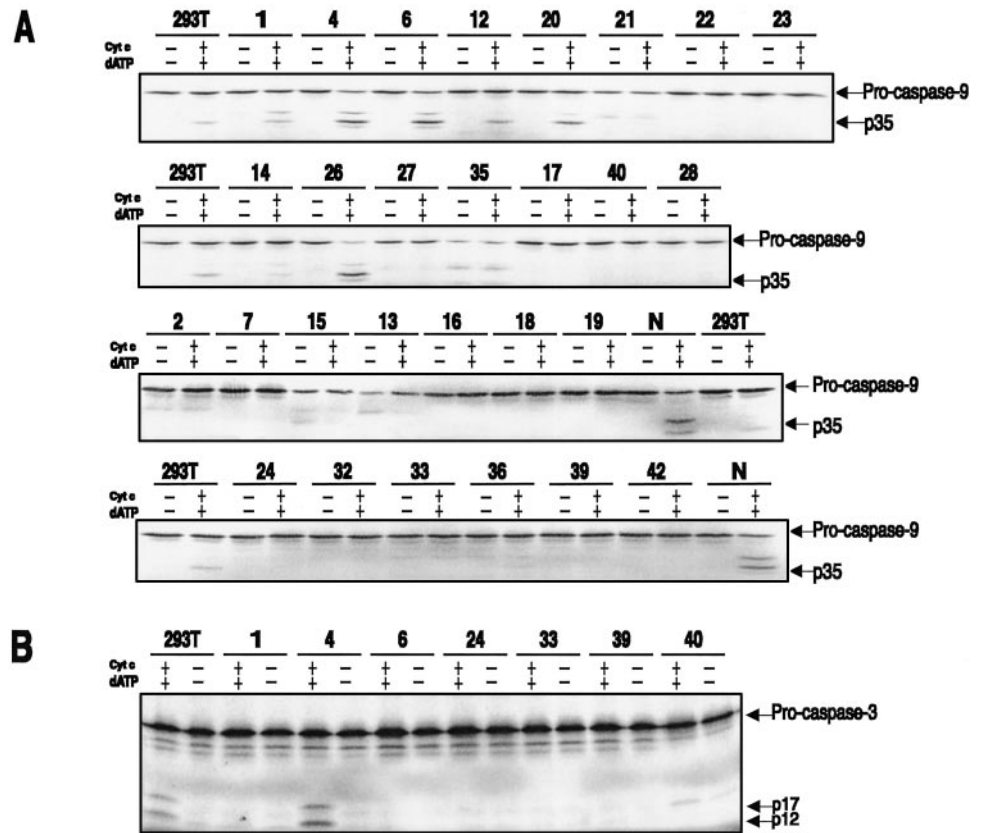 A
293T 1 4 6 12 20 21 22 23
Cyt c − + − + − + − + − + − + − + − + − +
dATP − + − + − + − + − + − + − + − + − +
Pro-caspase-9
p35
293T 14 26 27 35 17 40 28
Cyt c − + − + − + − + − + − + − + − +
dATP − + − + − + − + − + − + − + − +
Pro-caspase-9
p35
2 7 15 13 16 18 19 N 293T
Cyt c − + − + − + − + − + − + − + − + − +
dATP − + − + − + − + − + − + − + − + − +
Pro-caspase-9
p35
293T 24 32 33 36 39 42 N
Cyt c − + − + − + − + − + − + − + − +
dATP − + − + − + − + − + − + − + − +
Pro-caspase-9
p35
B
293T 1 4 6 24 33 39 40
Cyt c + − + − + − + − + − + − + − + −
dATP + − + − + − + − + − + − + − + −
Pro-caspase-3
p17
p12